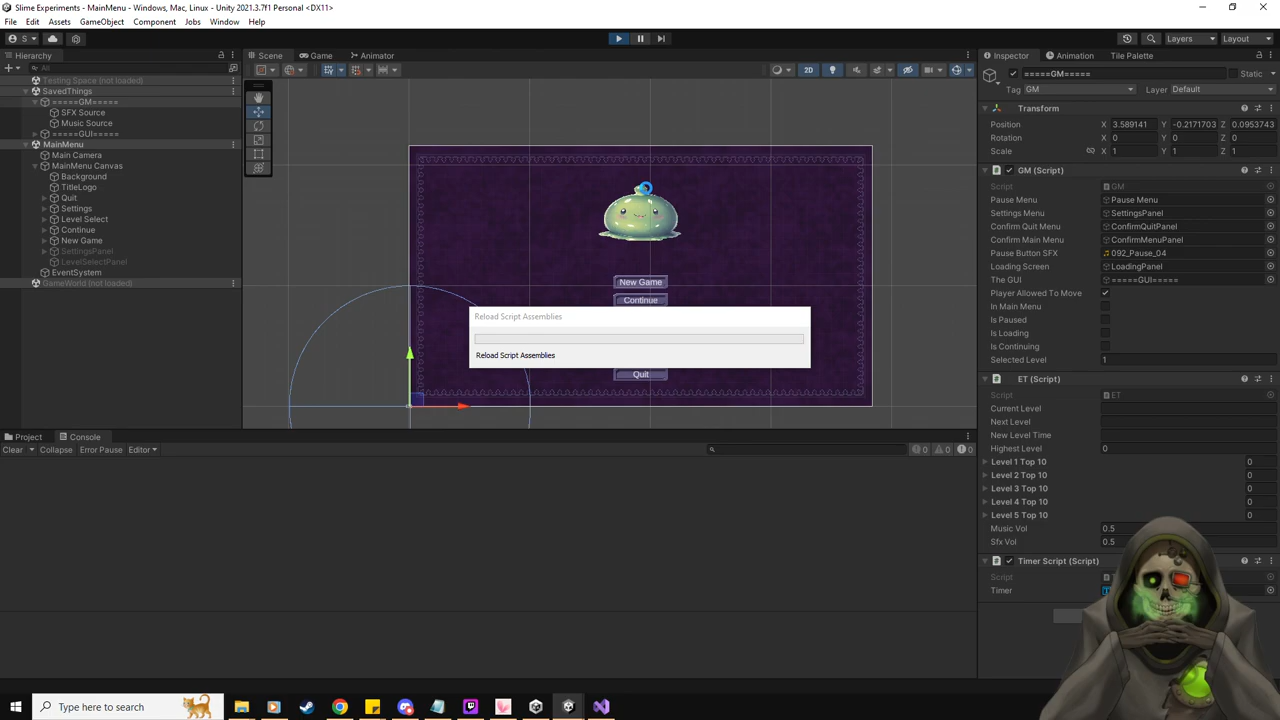 Slime Experiments - MainMenu - Windows, Mac, Linux - Unity 2021.3.7f1 Personal <DX11>
File Edit Assets GameObject Component Jobs Window Help
S Layers Layout
Hierarchy
All
Testing Space (not loaded)
SavedThings
=====GM=====
SFX Source
Music Source
=====GUI=====
MainMenu
Main Camera
MainMenu Canvas
Background
TitleLogo
Quit
Settings
Level Select
Continue
New Game
SettingsPanel
LevelSelectPanel
EventSystem
GameWorld (not loaded)
Scene Game Animator
2D
New Game
Continue
Reload Script Assemblies
Reload Script Assemblies
Quit
Project Console
Clear Collapse Error Pause Editor
0 0 0
Inspector Animation Tile Palette
=====GM===== Static
Tag GM Layer Default
Transform
Position X 3.589141 Y -0.2171703 Z 0.0953743
Rotation X 0 Y 0 Z 0
Scale X 1 Y 1 Z 1
GM (Script)
Script GM
Pause Menu Pause Menu
Settings Menu SettingsPanel
Confirm Quit Menu ConfirmQuitPanel
Confirm Main Menu ConfirmMenuPanel
Pause Button SFX 092_Pause_04
Loading Screen LoadingPanel
The GUI =====GUI=====
Player Allowed To Move
In Main Menu
Is Paused
Is Loading
Is Continuing
Selected Level 1
ET (Script)
Script ET
Current Level
Next Level
New Level Time
Highest Level 0
Level 1 Top 10 0
Level 2 Top 10 0
Level 3 Top 10 0
Level 4 Top 10 0
Level 5 Top 10 0
Music Vol 0.5
Sfx Vol 0.5
Timer Script (Script)
Script
Timer
Type here to search